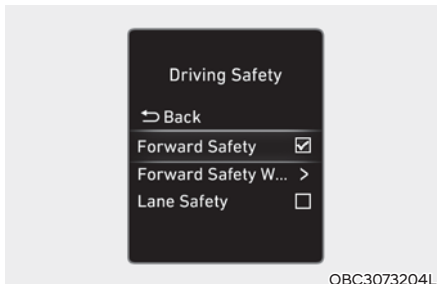 Driving Safety
Back
Forward Safety
Forward Safety W... >
Lane Safety
OBC3073204L